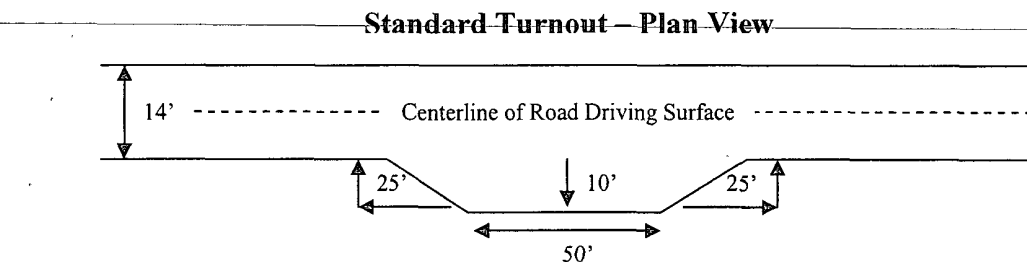 Standard Turnout – Plan View
14’ Centerline of Road Driving Surface
25’ 10’ 25’
50’